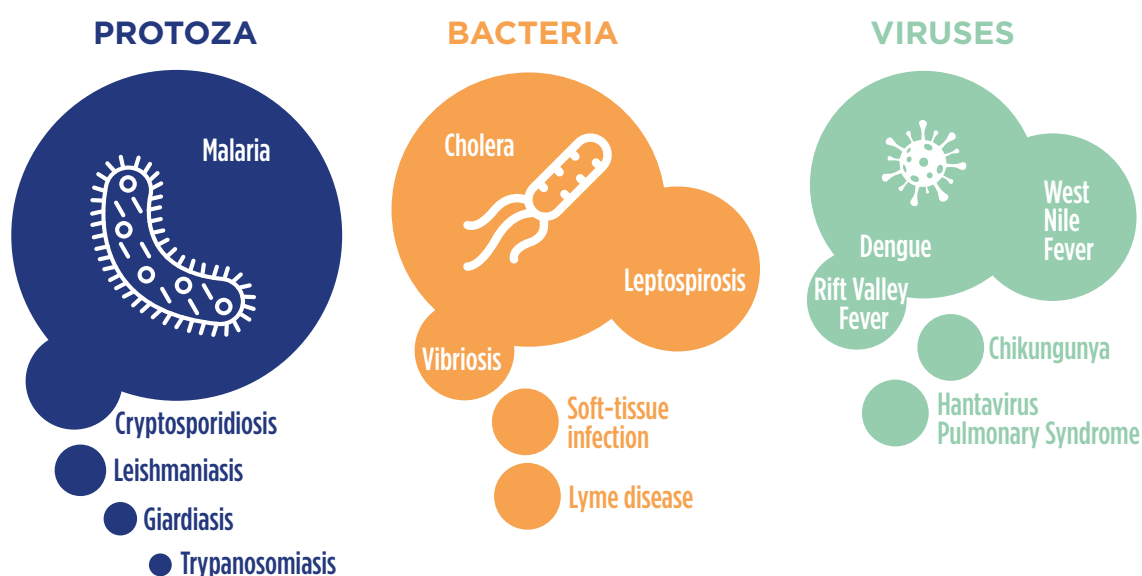 PROTOZA
Malaria
Cryptosporidiosis
Leishmaniasis
Giardiasis
Trypanosomiasis
BACTERIA
Cholera
Leptospirosis
Vibriosis
Soft-tissue
infection
Lyme disease
VIRUSES
Dengue
West
Nile
Fever
Rift Valley
Fever
Chikungunya
Hantavirus
Pulmonary Syndrome